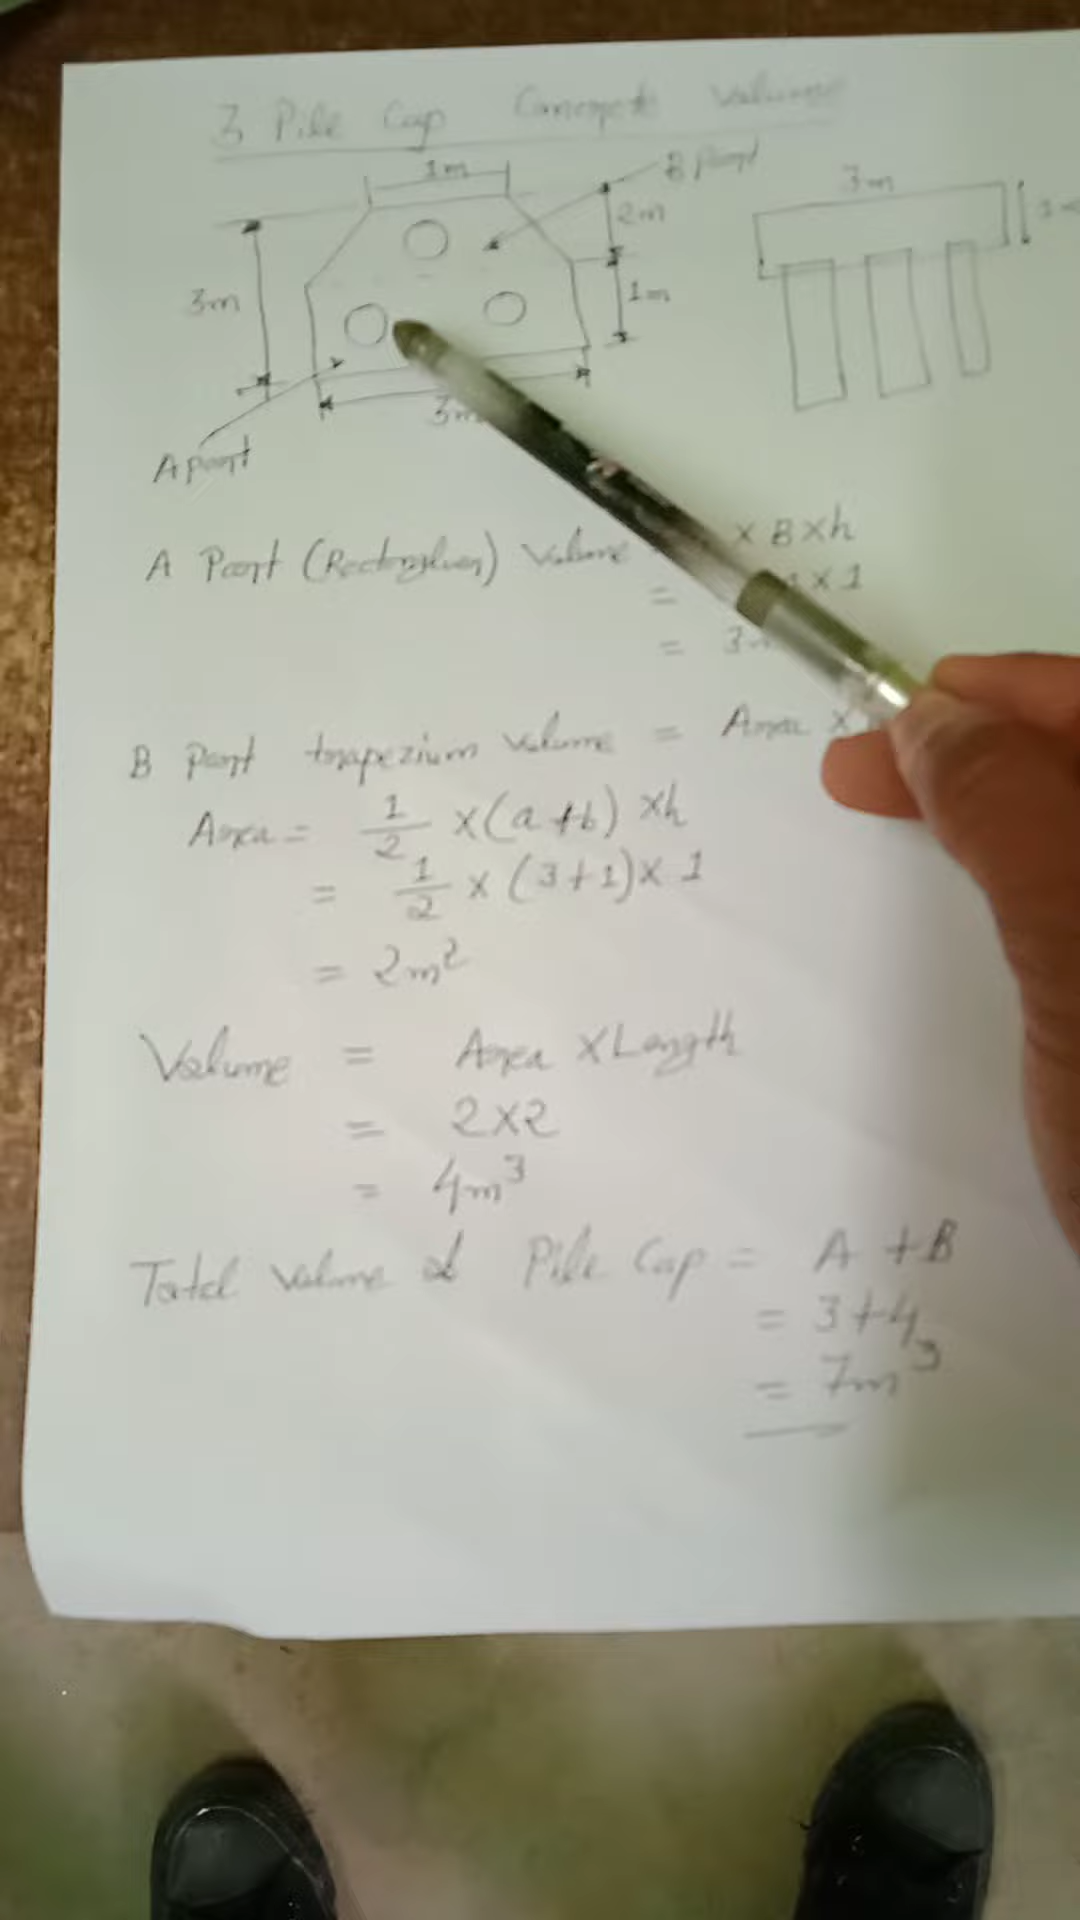 3 Pile Cap Concrete Volume
1m
B Part
2m
3m
1m
3m
3m
A Part
A Part (Rectangluar) Volume × B × h
= × 1
= 3
B Part trapezium Volume = Area ×
Area = 1/2 × (a + b) × h
= 1/2 × (3+1) × 1
= 2m²
Volume = Area × Length
= 2×2
= 4m³
Total Volume of Pile Cap = A + B
= 3+4
= 7m³